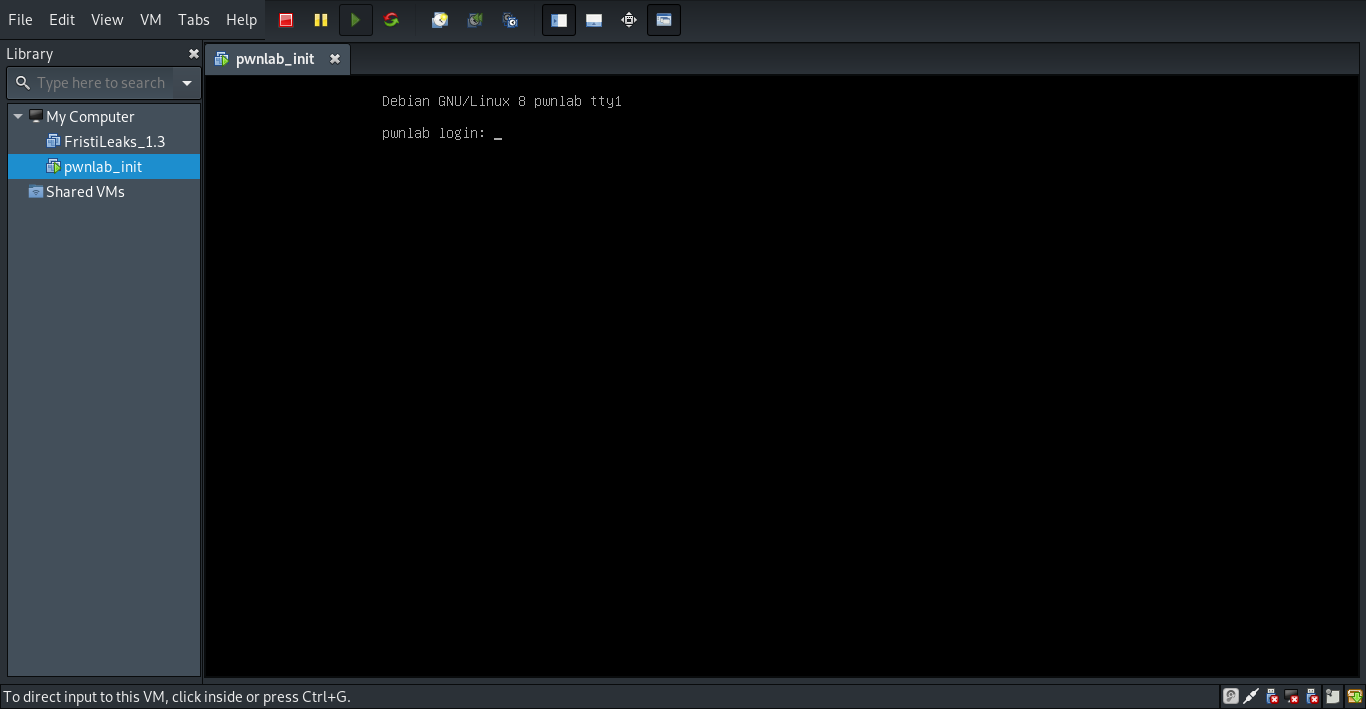 File Edit View VM Tabs Help
Library
pwnlab_init
Type here to search
My Computer
FristiLeaks_1.3
pwnlab_init
Shared VMs
Debian GNU/Linux 8 pwnlab tty1
pwnlab login: _
To direct input to this VM, click inside or press Ctrl+G.